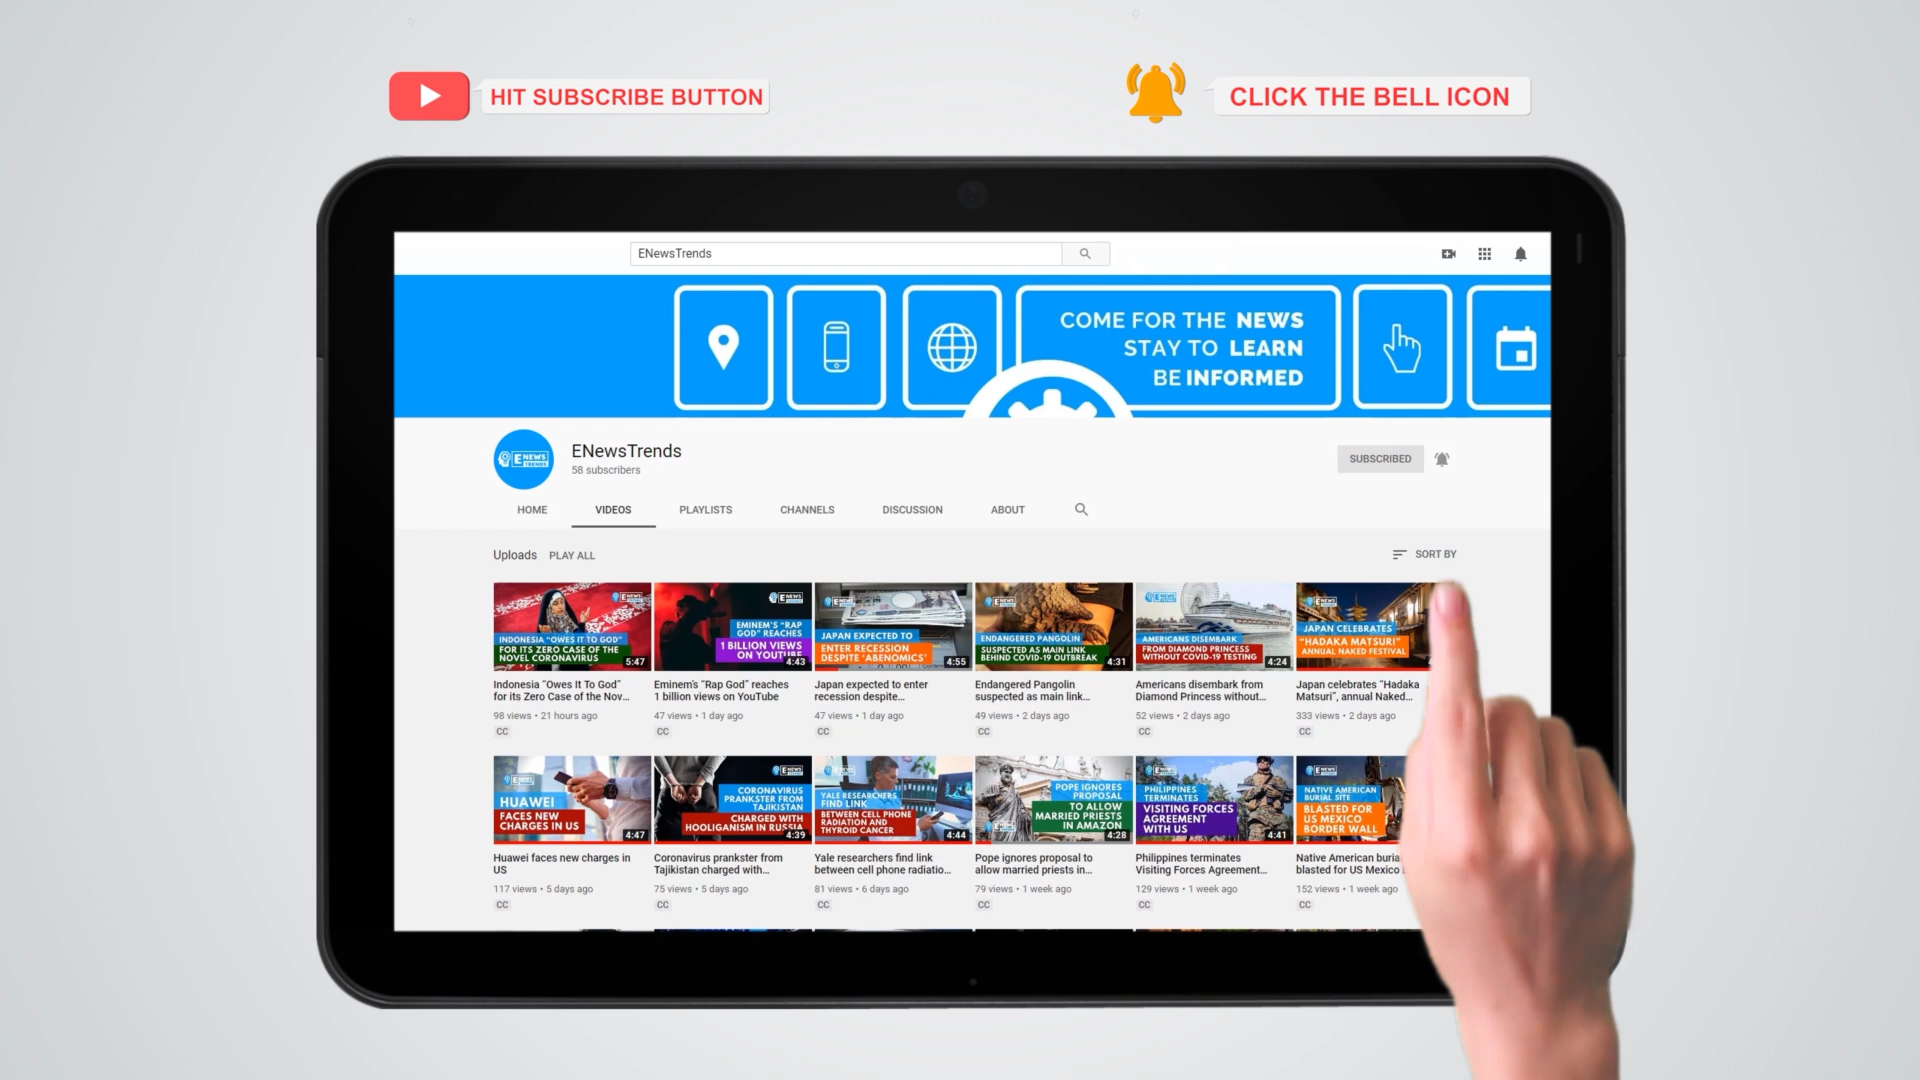 HIT SUBSCRIBE BUTTON
CLICK THE BELL ICON
ENewsTrends
COME FOR THE NEWS
STAY TO LEARN
BE INFORMED
E NEWS
TRENDS
ENewsTrends
58 subscribers
SUBSCRIBED
HOME
VIDEOS
PLAYLISTS
CHANNELS
DISCUSSION
ABOUT
Uploads
PLAY ALL
SORT BY
INDONESIA "OWES IT TO GOD"
FOR ITS ZERO CASE OF THE
NOVEL CORONAVIRUS
5:47
EMINEM'S "RAP
GOD" REACHES
1 BILLION VIEWS
ON YOUTUBE
4:43
JAPAN EXPECTED TO
ENTER RECESSION
DESPITE 'ABENOMICS'
4:55
ENDANGERED PANGOLIN
SUSPECTED AS MAIN LINK
BEHIND COVID-19 OUTBREAK
4:31
AMERICANS DISEMBARK
FROM DIAMOND PRINCESS
WITHOUT COVID-19 TESTING
4:24
JAPAN CELEBRATES
"HADAKA MATSURI"
ANNUAL NAKED FESTIVAL
Indonesia "Owes It To God"
for its Zero Case of the Nov...
98 views • 21 hours ago
CC
Eminem's "Rap God" reaches
1 billion views on YouTube
47 views • 1 day ago
CC
Japan expected to enter
recession despite...
47 views • 1 day ago
CC
Endangered Pangolin
suspected as main link...
49 views • 2 days ago
CC
Americans disembark from
Diamond Princess without...
52 views • 2 days ago
CC
Japan celebrates "Hadaka
Matsuri", annual Naked...
333 views • 2 days ago
CC
HUAWEI
FACES NEW
CHARGES IN US
4:47
CORONAVIRUS
PRANKSTER FROM
TAJIKISTAN
CHARGED WITH
HOOLIGANISM IN RUSSIA
4:39
YALE RESEARCHERS
FIND LINK
BETWEEN CELL PHONE
RADIATION AND
THYROID CANCER
4:44
POPE IGNORES
PROPOSAL
TO ALLOW
MARRIED PRIESTS
IN AMAZON
4:28
PHILIPPINES
TERMINATES
VISITING FORCES
AGREEMENT
WITH US
4:41
NATIVE AMERICAN
BURIAL SITE
BLASTED FOR
US MEXICO
BORDER WALL
Huawei faces new charges in
US
117 views • 5 days ago
CC
Coronavirus prankster from
Tajikistan charged with...
75 views • 5 days ago
CC
Yale researchers find link
between cell phone radiatio...
81 views • 6 days ago
CC
Pope ignores proposal to
allow married priests in...
79 views • 1 week ago
CC
Philippines terminates
Visiting Forces Agreement...
129 views • 1 week ago
CC
Native American buria
blasted for US Mexico
152 views • 1 week ago
CC